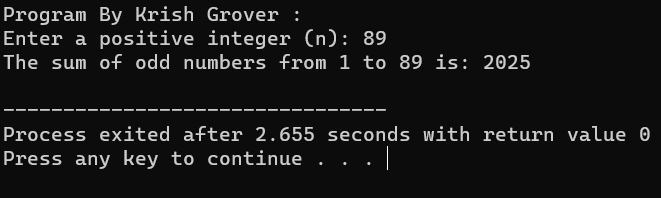 Program By Krish Grover :
Enter a positive integer (n): 89
The sum of odd numbers from 1 to 89 is: 2025
--------------------------------
Process exited after 2.655 seconds with return value 0
Press any key to continue . . .